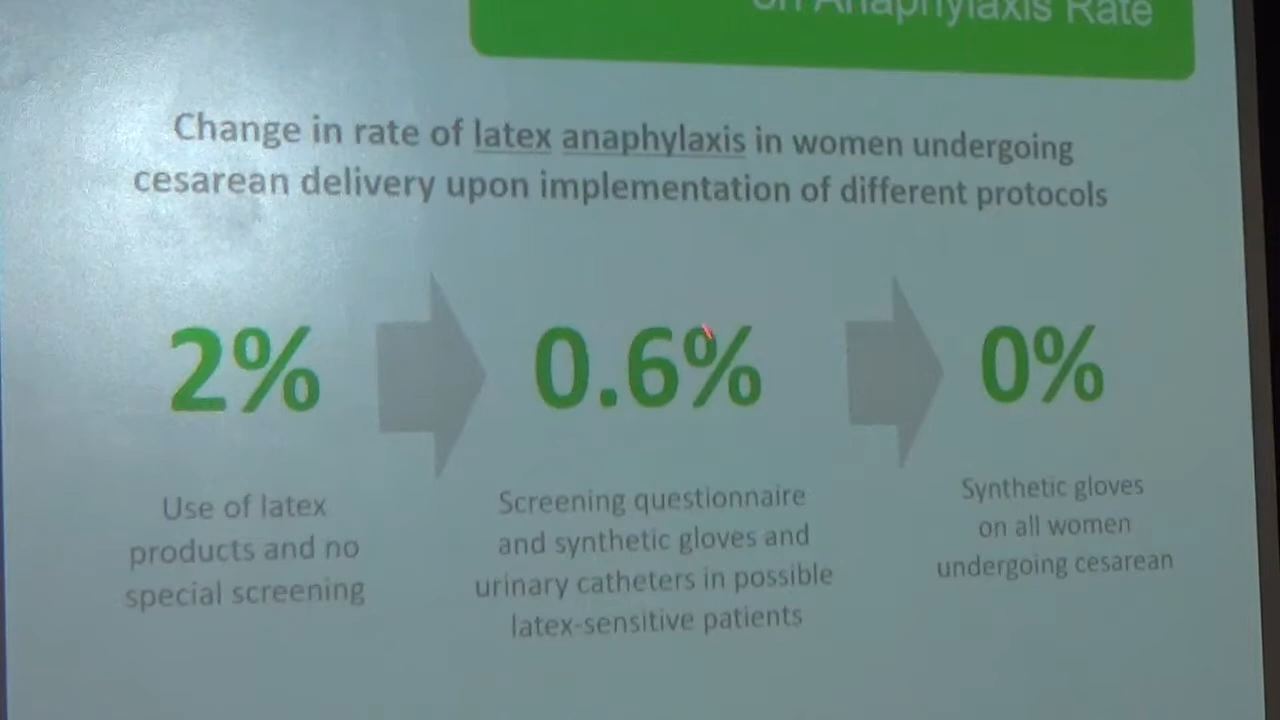 on Anaphylaxis Rate
Change in rate of latex anaphylaxis in women undergoing
cesarean delivery upon implementation of different protocols
2%
0.6%
0%
Use of latex
products and no
special screening
Screening questionnaire
and synthetic gloves and
urinary catheters in possible
latex-sensitive patients
Synthetic gloves
on all women
undergoing cesarean